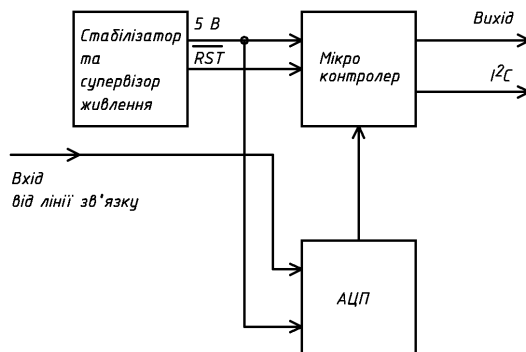 Стабілізатор
та
супервізор
живлення
5 В
RST
Мікро
контролер
Вихід
I²C
Вхід
від лінії зв'язку
АЦП